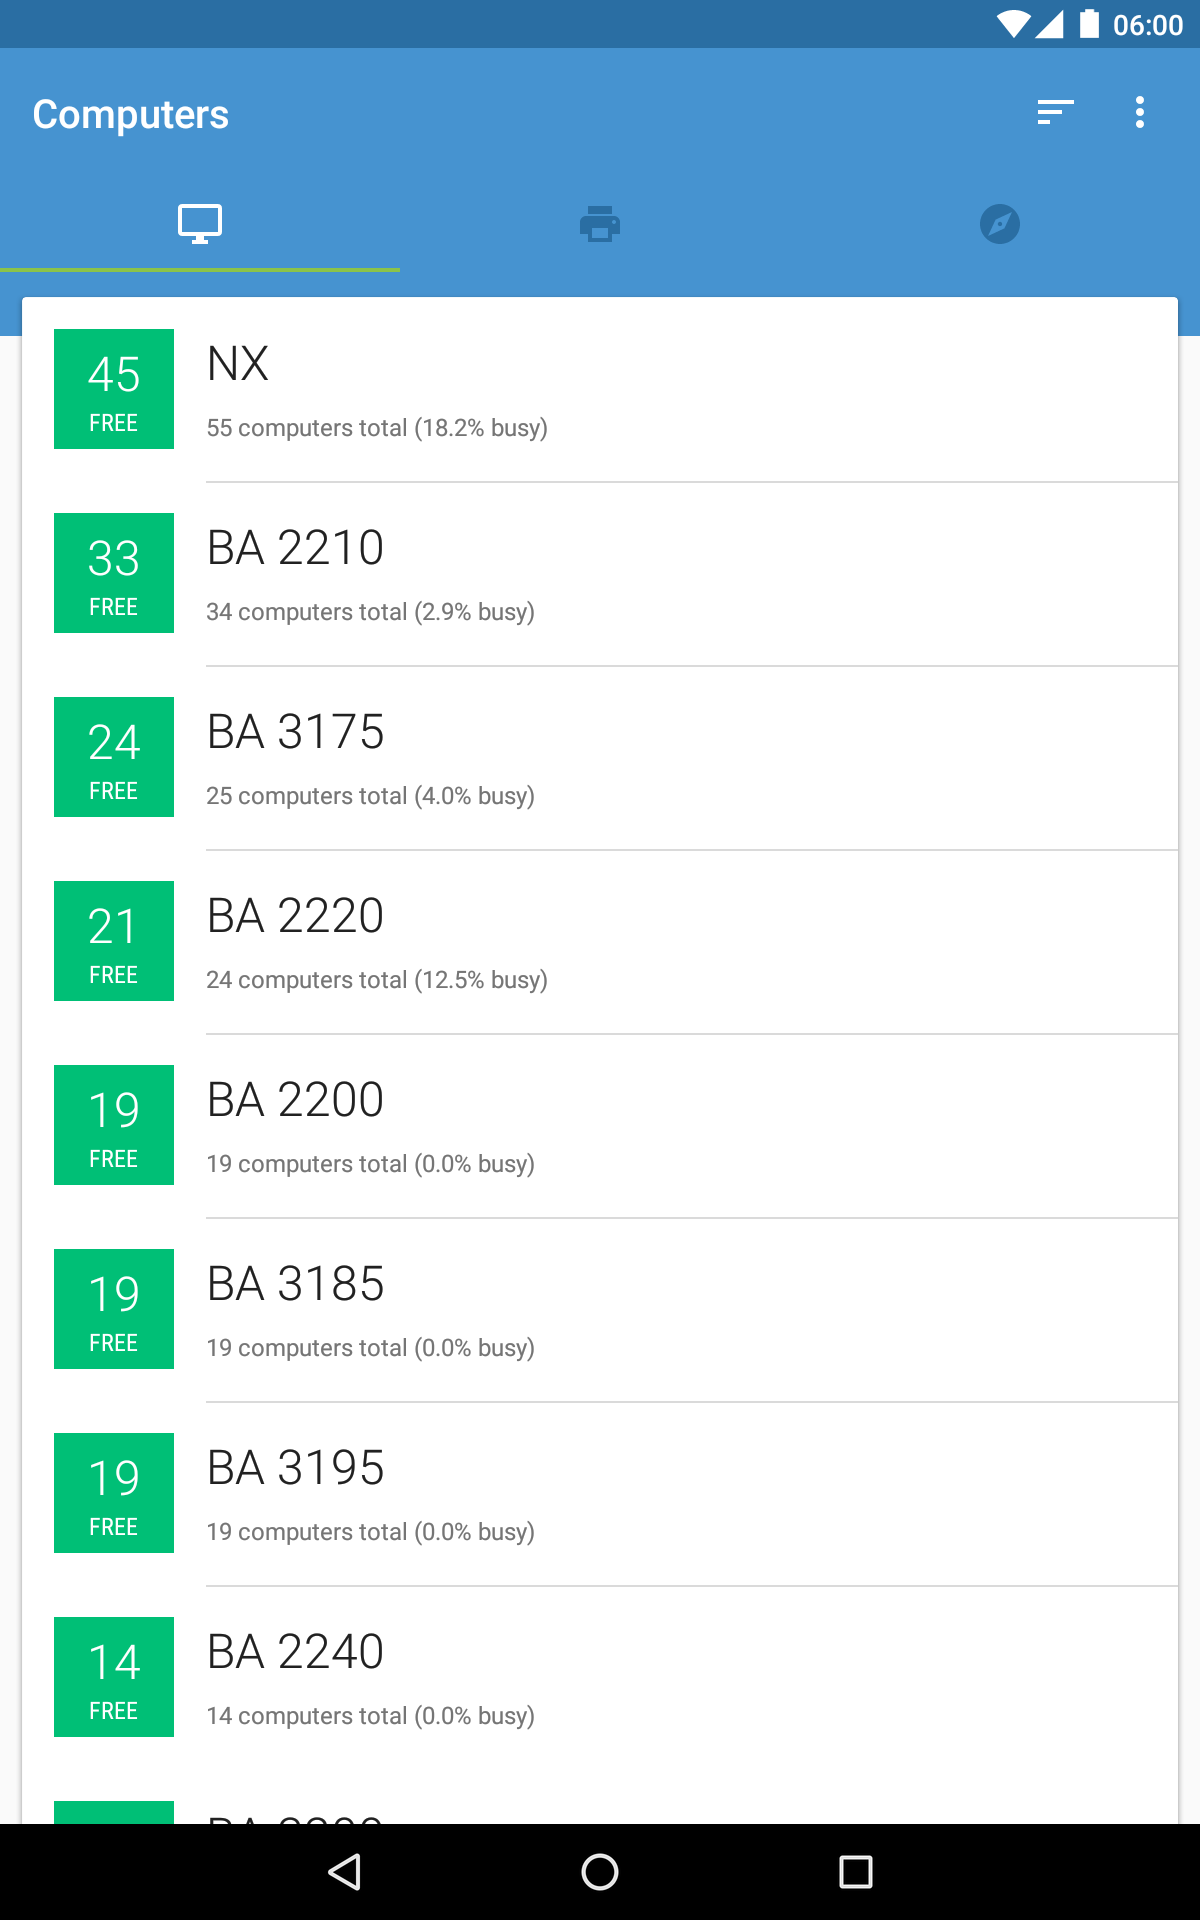 06:00
Computers
45
FREE
NX
55 computers total (18.2% busy)
33
FREE
BA 2210
34 computers total (2.9% busy)
24
FREE
BA 3175
25 computers total (4.0% busy)
21
FREE
BA 2220
24 computers total (12.5% busy)
19
FREE
BA 2200
19 computers total (0.0% busy)
19
FREE
BA 3185
19 computers total (0.0% busy)
19
FREE
BA 3195
19 computers total (0.0% busy)
14
FREE
BA 2240
14 computers total (0.0% busy)
BA